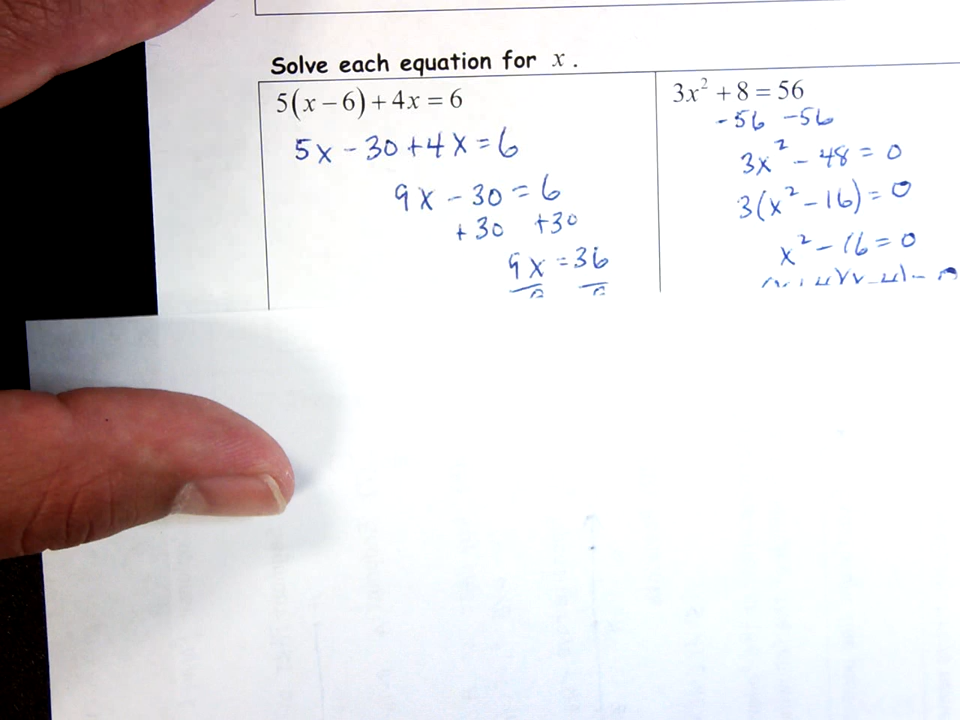 Solve each equation for x.
5(x-6)+4x=6
5x - 30 + 4x = 6
9x - 30 = 6
+30 +30
9x = 36
3x² + 8 = 56
-56 -56
3x² - 48 = 0
3(x² - 16) = 0
x² - 16 = 0